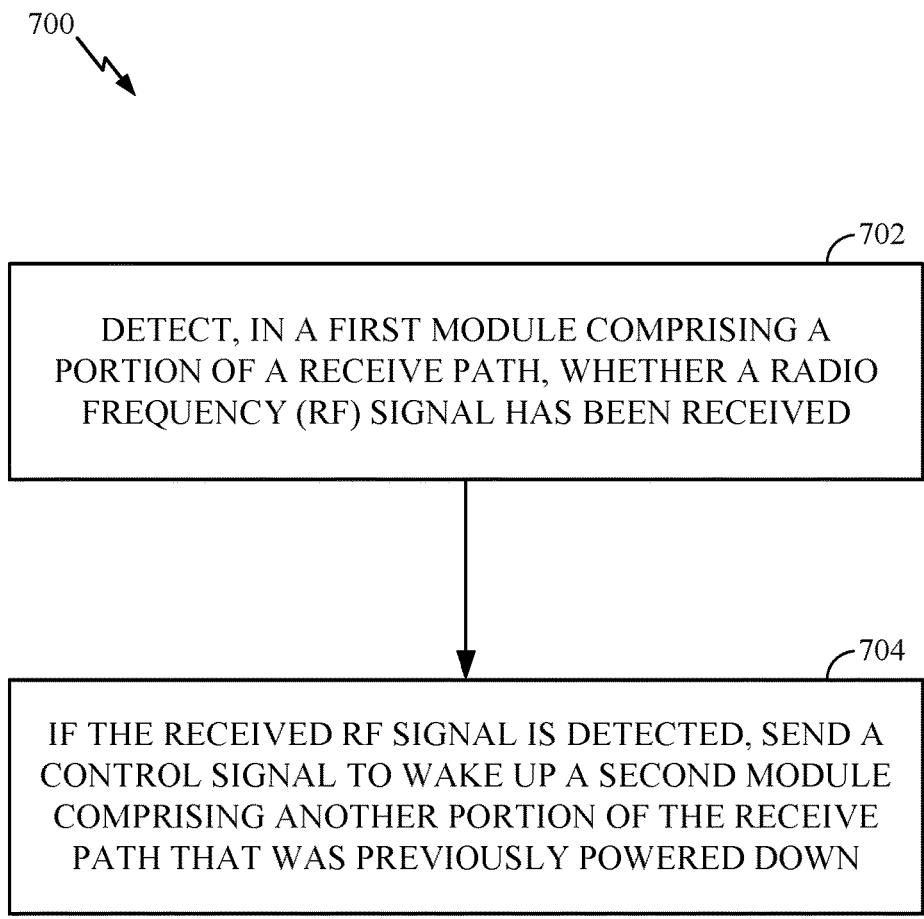 700
702
DETECT, IN A FIRST MODULE COMPRISING A
PORTION OF A RECEIVE PATH, WHETHER A RADIO
FREQUENCY (RF) SIGNAL HAS BEEN RECEIVED
704
IF THE RECEIVED RF SIGNAL IS DETECTED, SEND A
CONTROL SIGNAL TO WAKE UP A SECOND MODULE
COMPRISING ANOTHER PORTION OF THE RECEIVE
PATH THAT WAS PREVIOUSLY POWERED DOWN